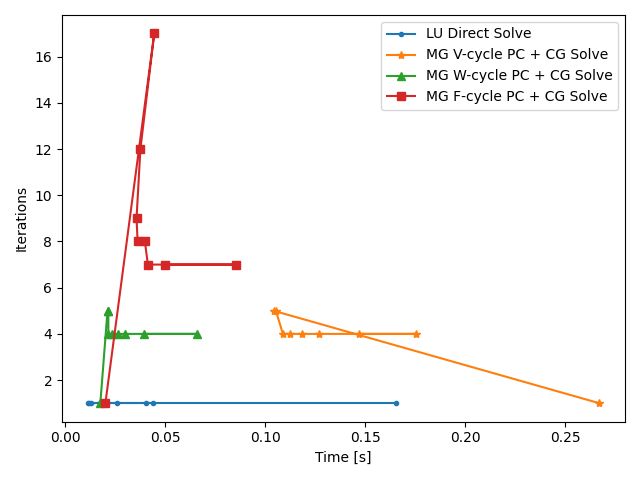 LU Direct Solve
MG V-cycle PC + CG Solve
MG W-cycle PC + CG Solve
MG F-cycle PC + CG Solve
16
14
12
10
8
6
4
2
Iterations
0.00 0.05 0.10 0.15 0.20 0.25
Time [s]